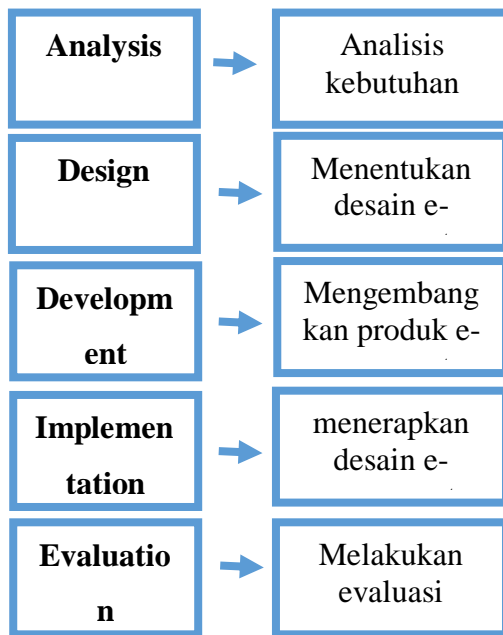 Analysis
Analisis
kebutuhan
Design
Menentukan
desain e-
Developm
ent
Mengembang
kan produk e-
Implemen
tation
menerapkan
desain e-
Evaluatio
n
Melakukan
evaluasi